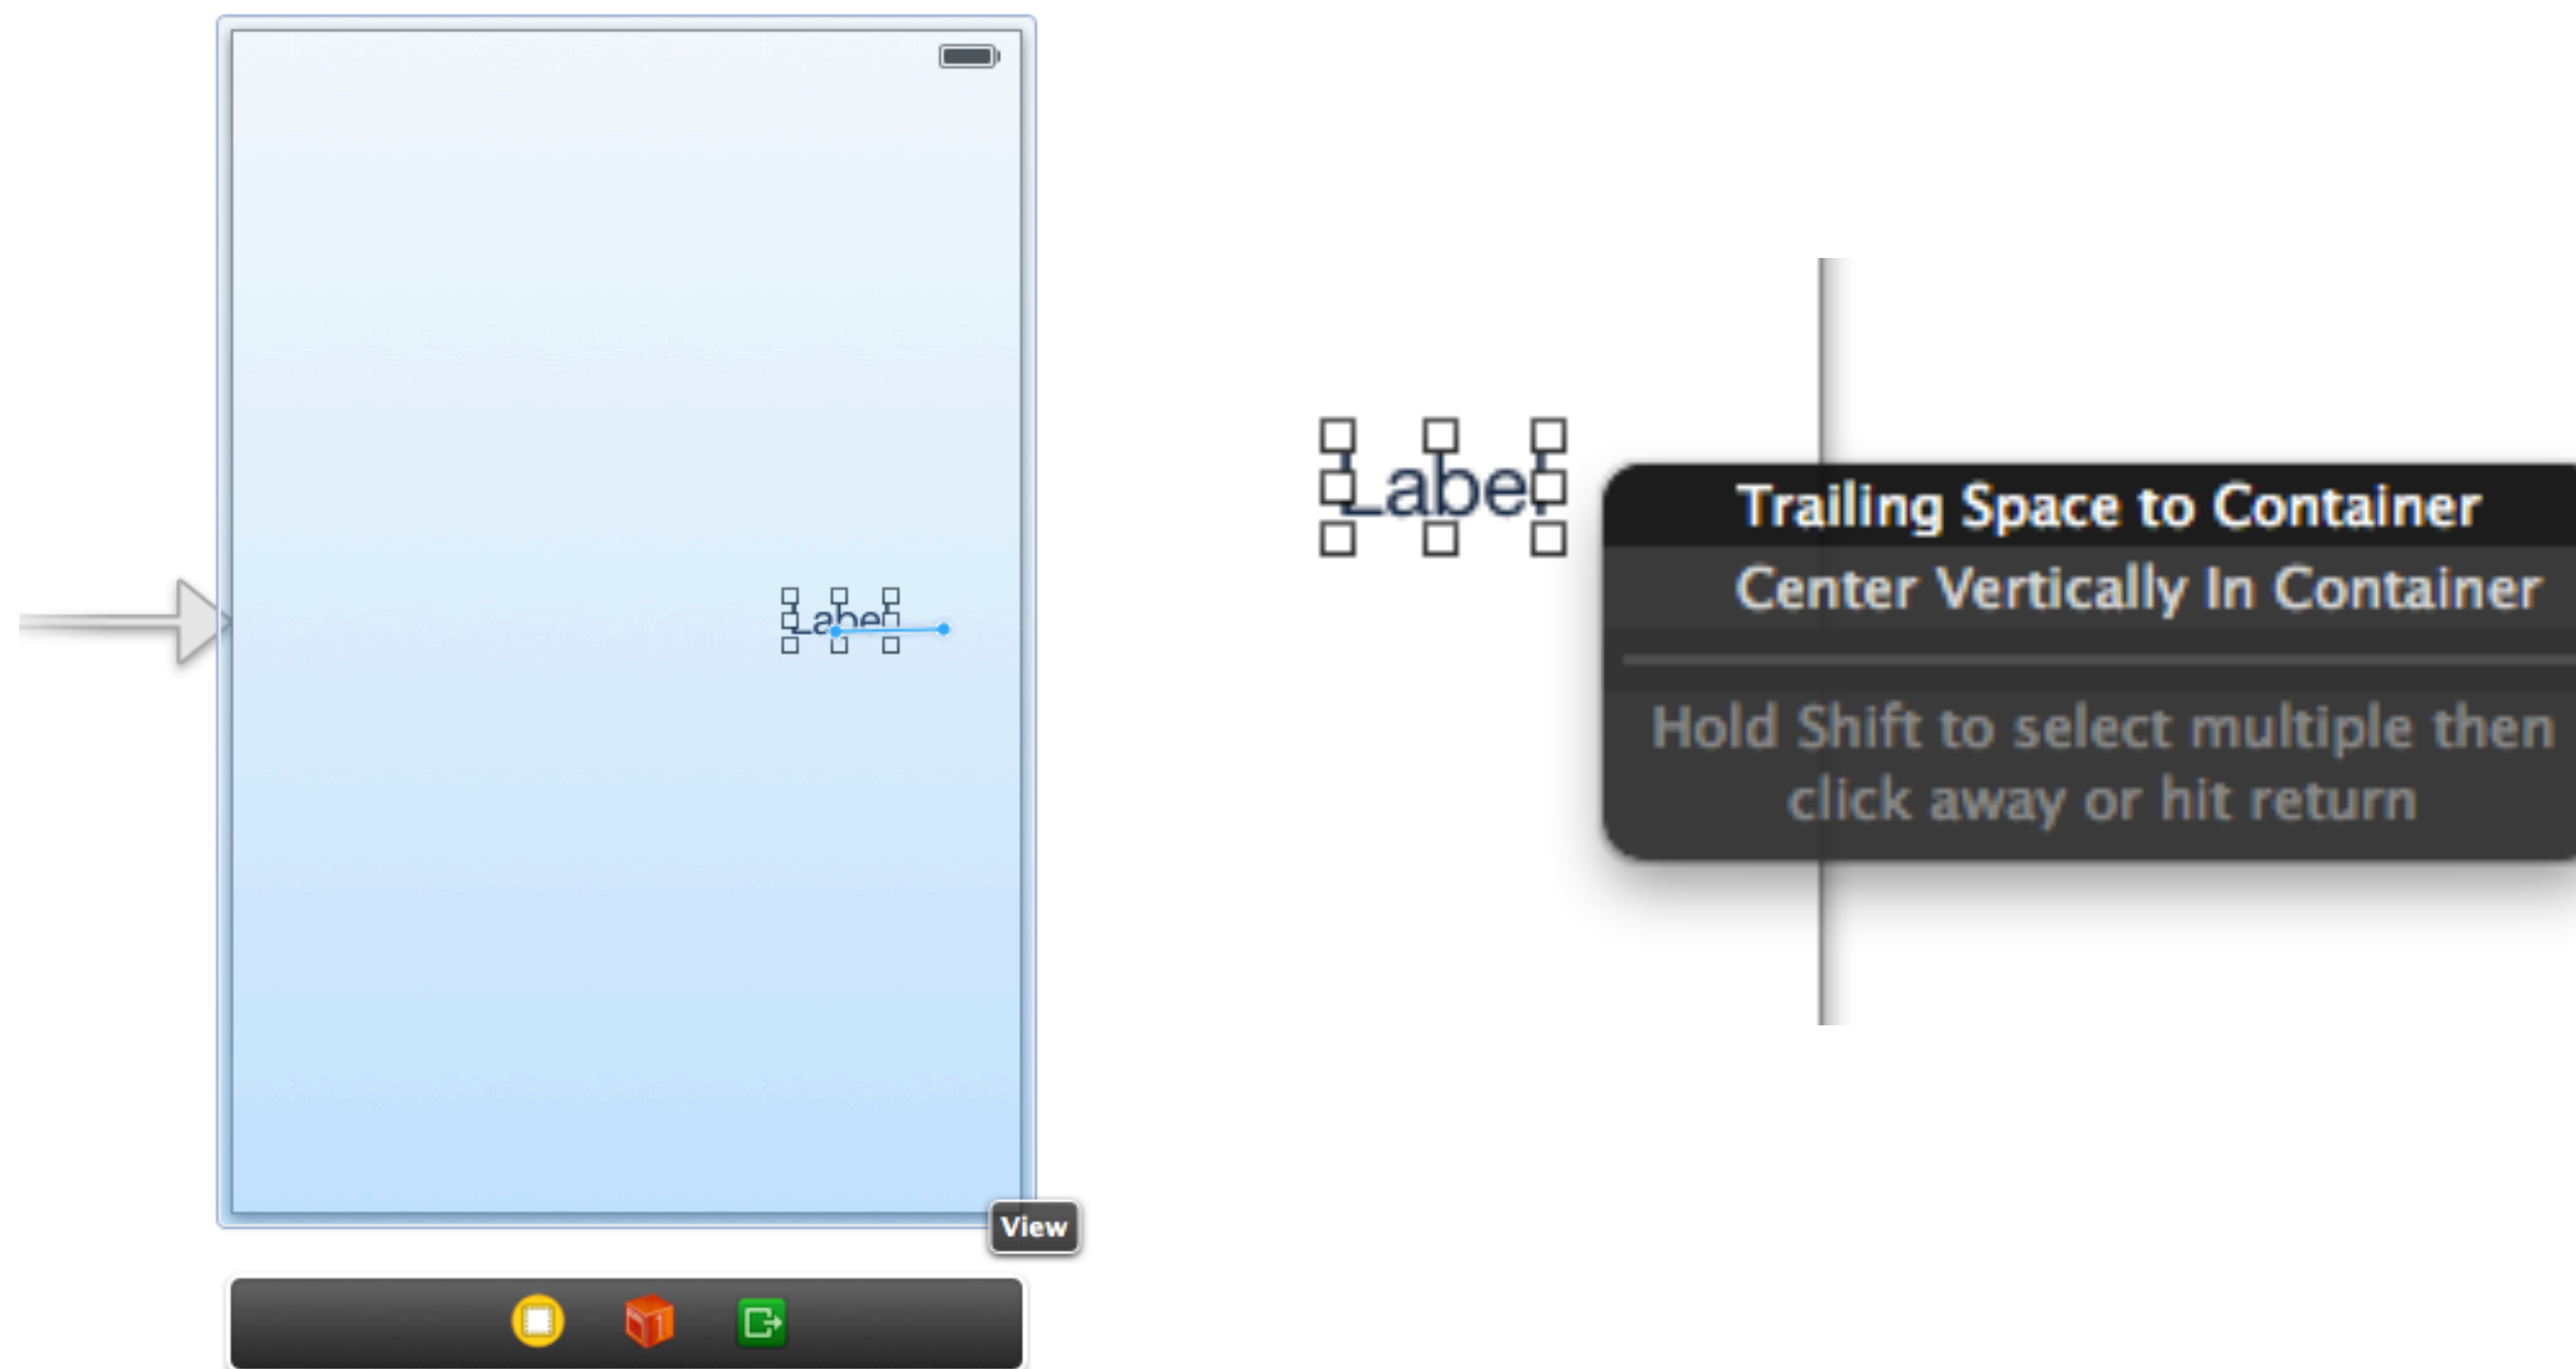 Label
View
1
Label
Trailing Space to Container
Center Vertically In Container
Hold Shift to select multiple then
click away or hit return